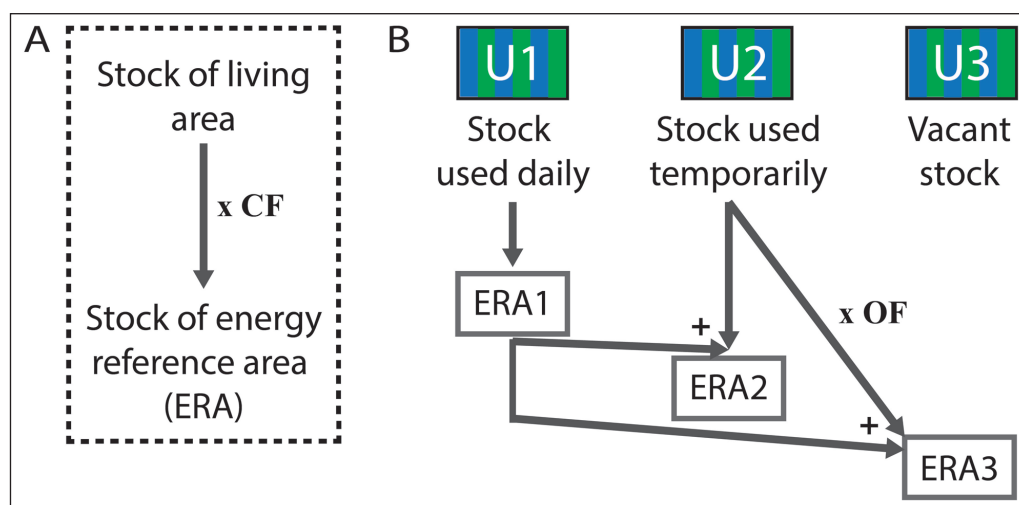 A
Stock of living
area
x CF
Stock of energy
reference area
(ERA)
B
U1
Stock
used daily
U2
Stock used
temporarily
U3
Vacant
stock
ERA1
+
x OF
ERA2
+
ERA3